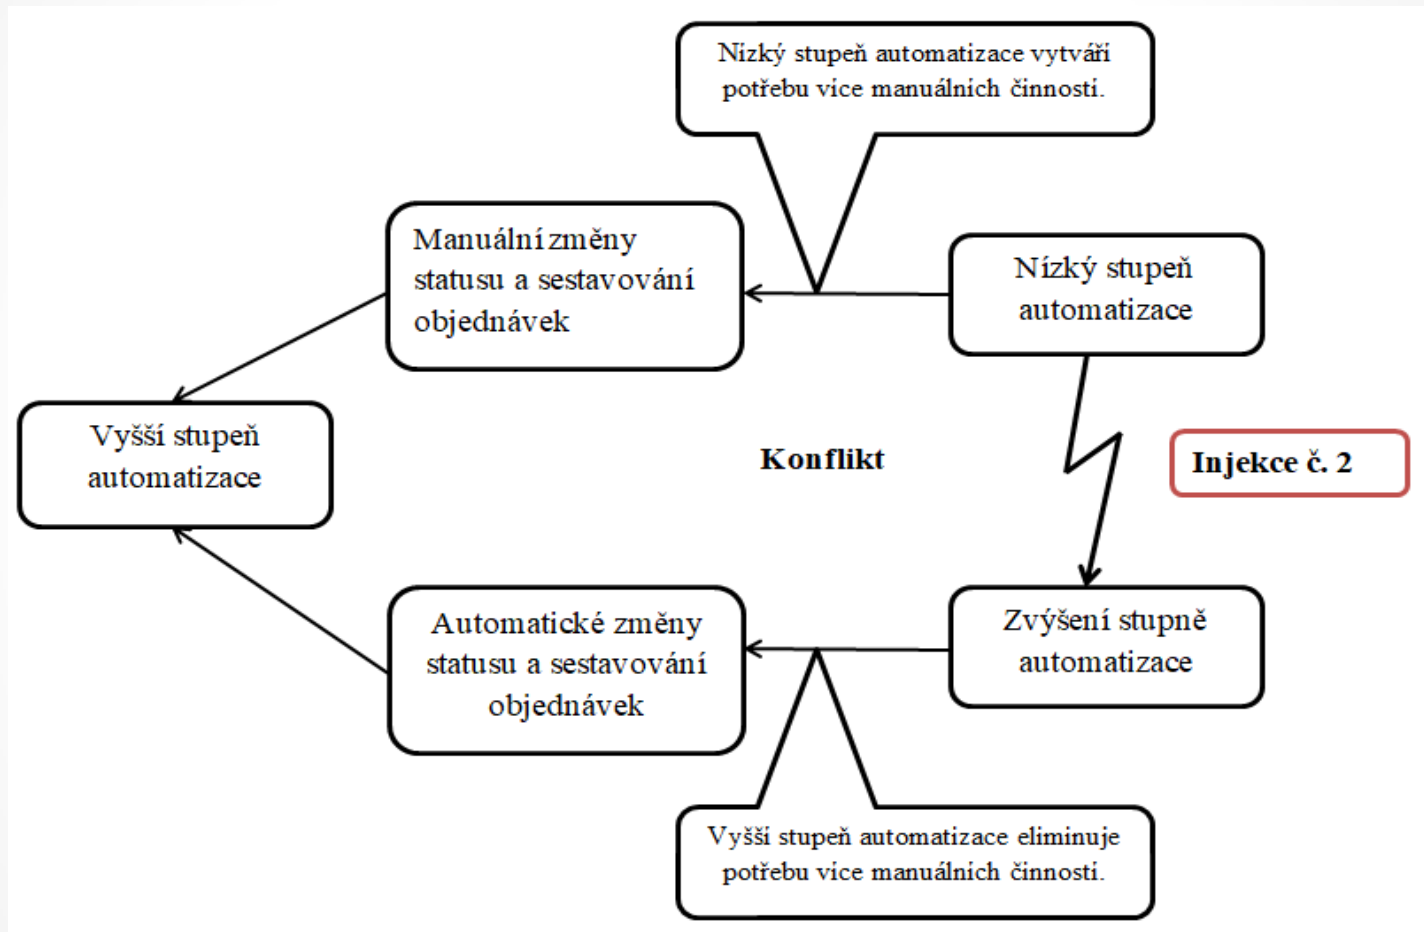 Nízký stupeň automatizace vytváří
potřebu více manuálních činností.
Manuální změny
statusu a sestavování
objednávek
Nízký stupeň
automatizace
Vyšší stupeň
automatizace
Konflikt
Injekce č. 2
Automatické změny
statusu a sestavování
objednávek
Zvýšení stupně
automatizace
Vyšší stupeň automatizace eliminuje
potřebu více manuálních činností.